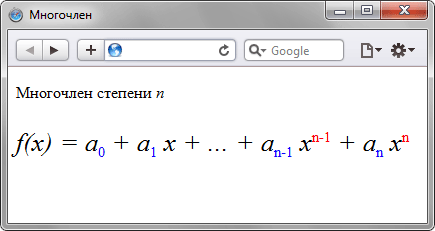 Многочлен
Google
Многочлен степени n
f(x) = a₀ + a₁ x + ... + aₙ₋₁ xⁿ⁻¹ + aₙ xⁿ